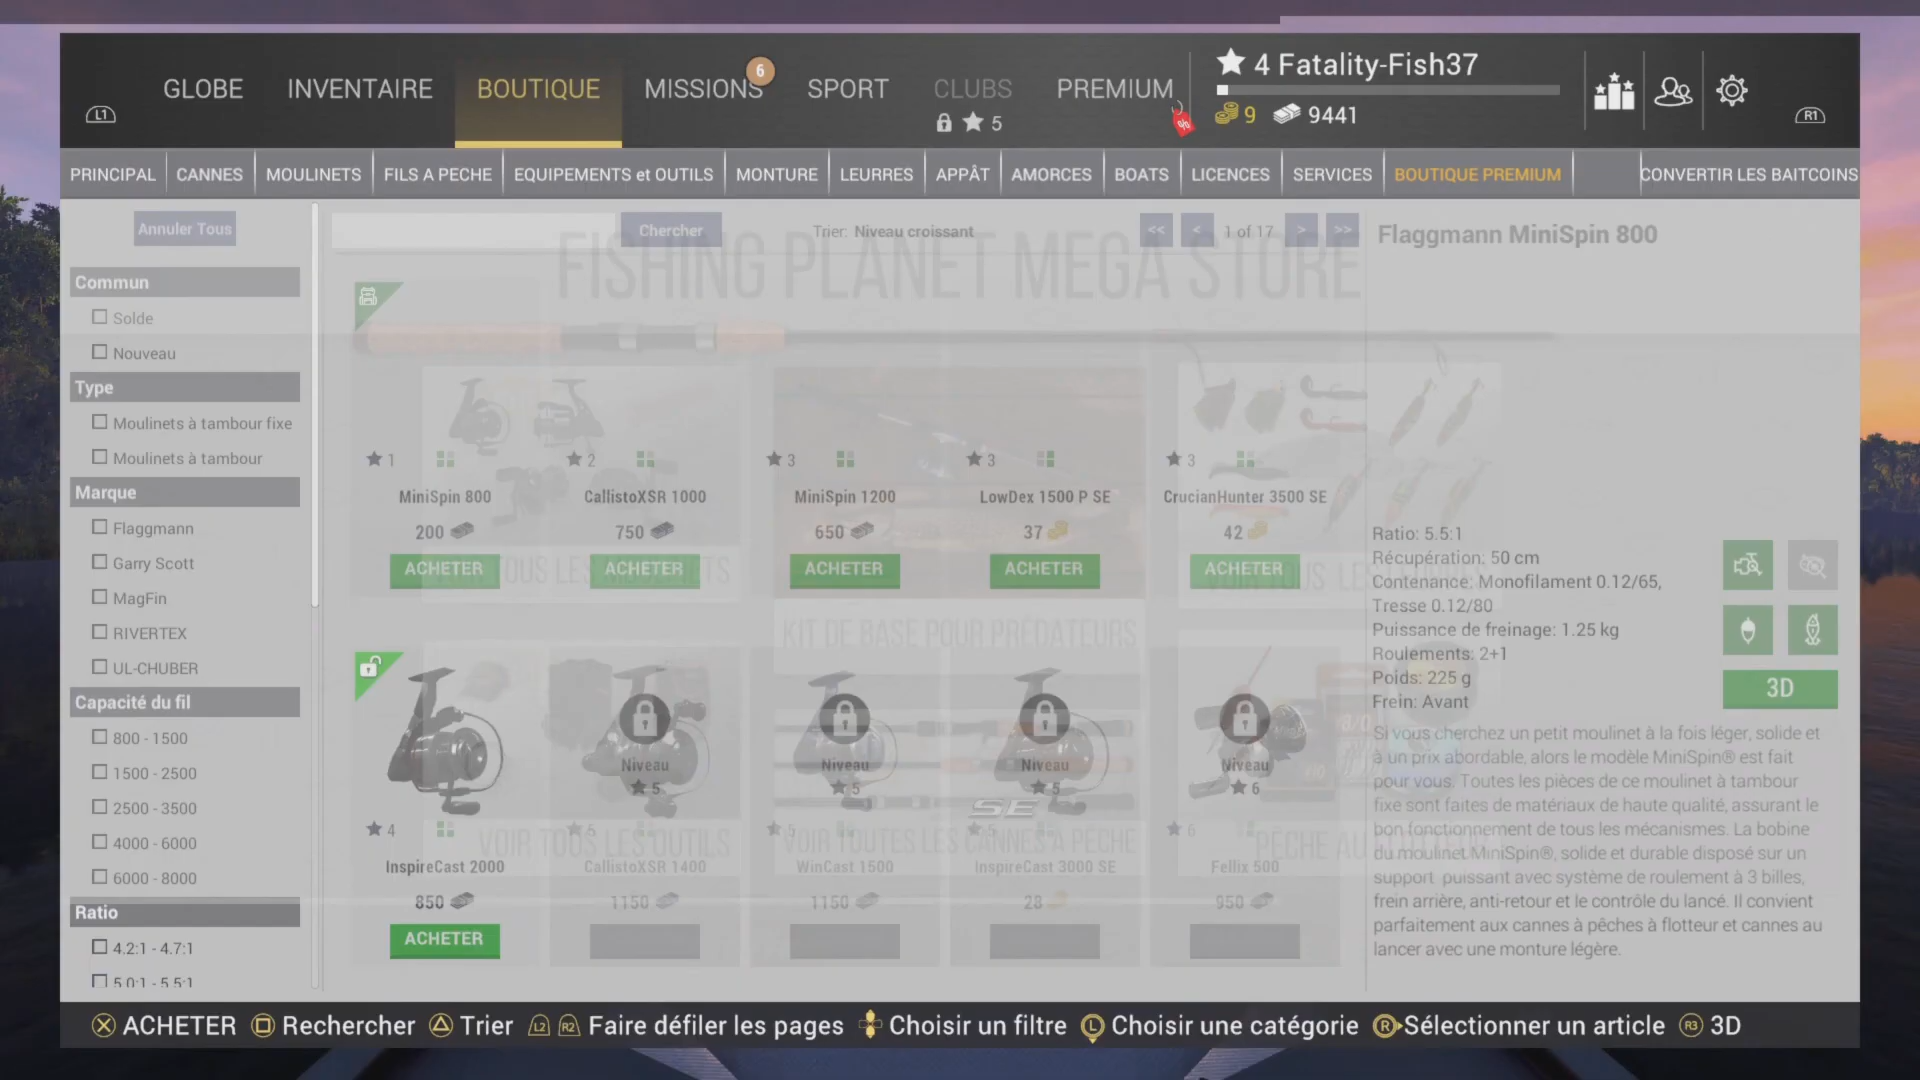 GLOBE INVENTAIRE BOUTIQUE MISSIONS 6 SPORT CLUBS PREMIUM
★ 4 Fatality-Fish37
L1 ★ 5 % 9 9441 R1
PRINCIPAL CANNES MOULINETS FILS A PECHE EQUIPEMENTS et OUTILS MONTURE LEURRES APPÂT AMORCES BOATS LICENCES SERVICES BOUTIQUE PREMIUM CONVERTIR LES BAITCOINS
Annuler Tous
Commun
Solde
Nouveau
Type
Moulinets à tambour fixe
Moulinets à tambour
Marque
Flaggmann
Garry Scott
MagFin
RIVERTEX
UL-CHUBER
Capacité du fil
800 - 1500
1500 - 2500
2500 - 3500
4000 - 6000
6000 - 8000
Ratio
4.2:1 - 4.7:1
5.0:1 - 5.5:1
Chercher
Trier: Niveau croissant
<< < 1 of 17 > >>
FISHING PLANET MEGA STORE
★ 1 ★ 2 ★ 3 ★ 3 ★ 3
MiniSpin 800 CallistoXSR 1000 MiniSpin 1200 LowDex 1500 P SE CrucianHunter 3500 SE
200 750 650 37 42
ACHETER ACHETER ACHETER ACHETER ACHETER
KIT DE BASE POUR PRÉDATEURS
Niveau Niveau Niveau Niveau
★ 5 ★ 5 ★ 5 ★ 6
SE
★ 4 ★ 5 ★ 5 ★ 5 ★ 6
VOIR TOUS LES OUTILS VOIR TOUTES LES CANNES À PÊCHE PÊCHE AU
InspireCast 2000 CallistoXSR 1400 WinCast 1500 InspireCast 3000 SE Fellix 500
850 1150 1150 28 950
ACHETER
Flaggmann MiniSpin 800
Ratio: 5.5:1
Récupération: 50 cm
Contenance: Monofilament 0.12/65,
Tresse 0.12/80
Puissance de freinage: 1.25 kg
Roulements: 2+1
Poids: 225 g
Frein: Avant
3D
Si vous cherchez un petit moulinet à la fois léger, solide et
à un prix abordable, alors le modèle MiniSpin® est fait
pour vous. Toutes les pièces de ce moulinet à tambour
fixe sont faites de matériaux de haute qualité, assurant le
bon fonctionnement de tous les mécanismes. La bobine
du moulinet MiniSpin®, solide et durable disposé sur un
support puissant avec système de roulement à 3 billes,
frein arrière, anti-retour et le contrôle du lancé. Il convient
parfaitement aux cannes à pêches à flotteur et cannes au
lancer avec une monture légère.
ACHETER Rechercher Trier L2 R2 Faire défiler les pages Choisir un filtre L Choisir une catégorie R Sélectionner un article R3 3D